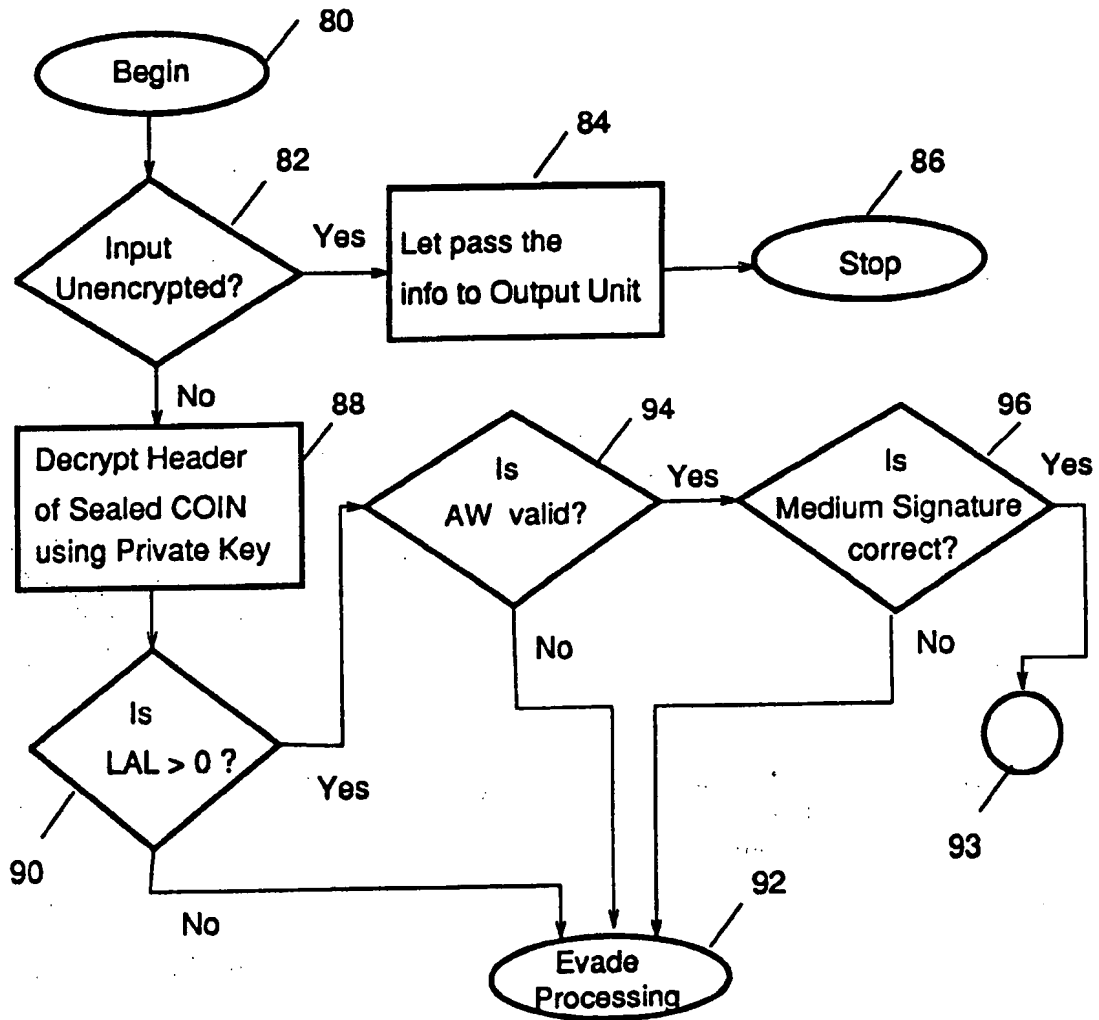 80
Begin
82
Input
Unencrypted?
Yes
84
Let pass the
info to Output Unit
86
Stop
No
88
Decrypt Header
of Sealed COIN
using Private Key
94
Is
AW valid?
Yes
96
Is
Medium Signature
correct?
Yes
No
No
Is
LAL > 0 ?
Yes
90
No
93
92
Evade
Processing